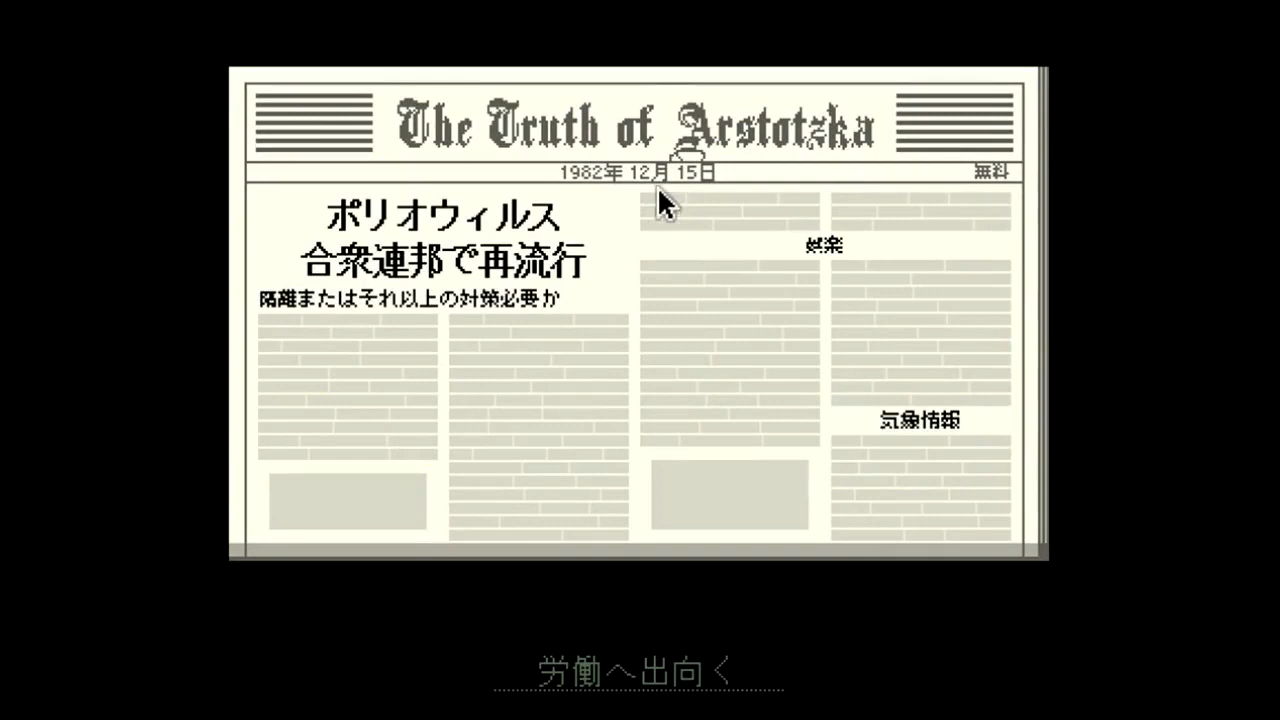 The Truth of Arstotzka
1982年 12月 15日
無料
ポリオウィルス
合衆連邦で再流行
隔離またはそれ以上の対策必要か
娯楽
気象情報
労働へ出向く